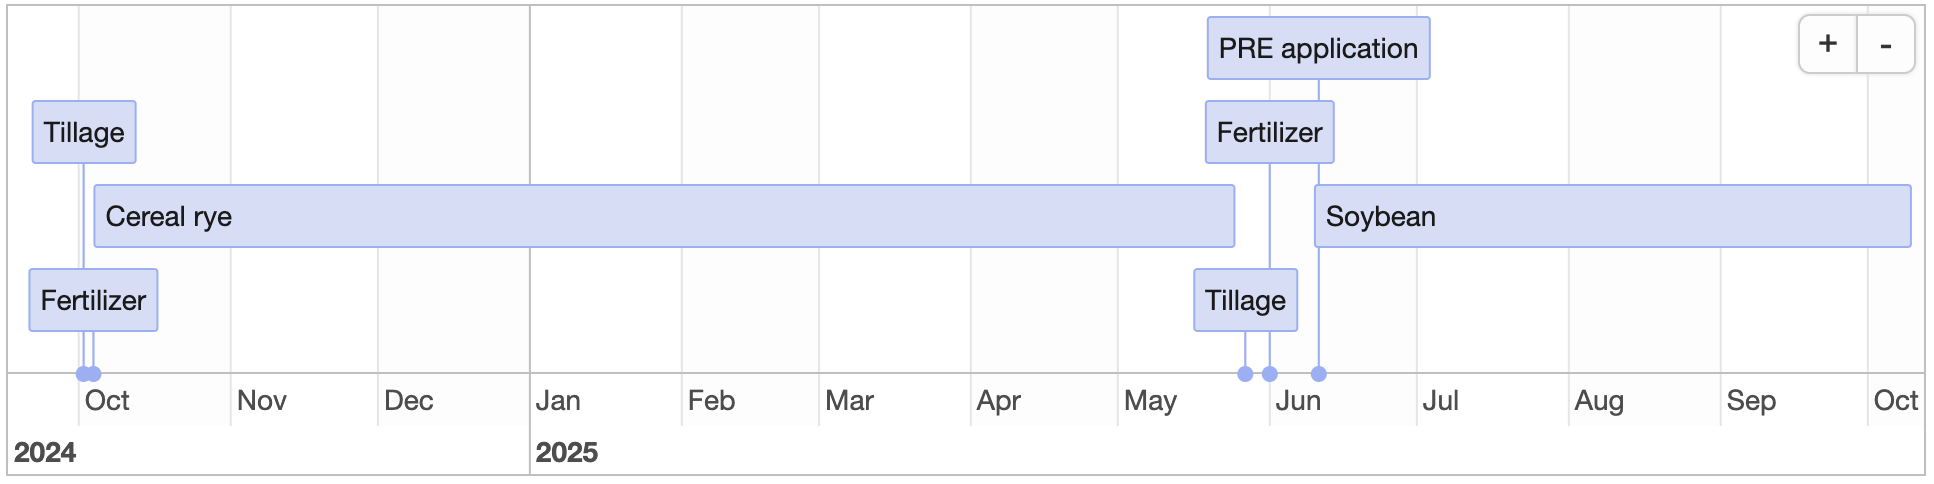 PRE application
+ -
Tillage
Fertilizer
Cereal rye
Soybean
Fertilizer
Tillage
Oct Nov Dec Jan Feb Mar Apr May Jun Jul Aug Sep Oct
2024 2025